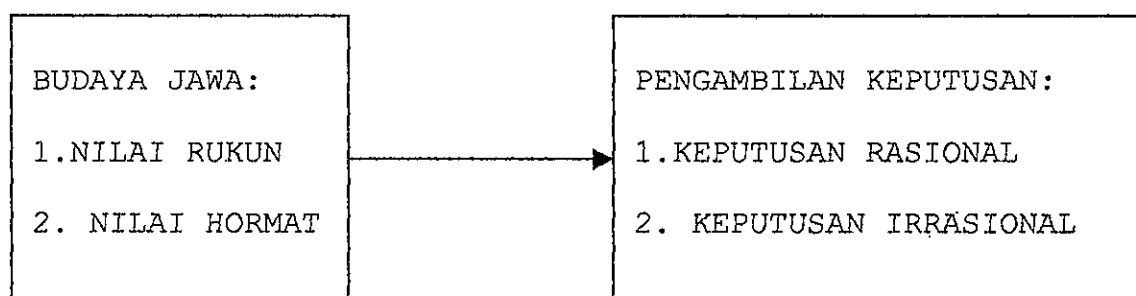 BUDAYA JAWA:
1.NILAI RUKUN
2. NILAI HORMAT
PENGAMBILAN KEPUTUSAN:
1.KEPUTUSAN RASIONAL
2. KEPUTUSAN IRRASIONAL